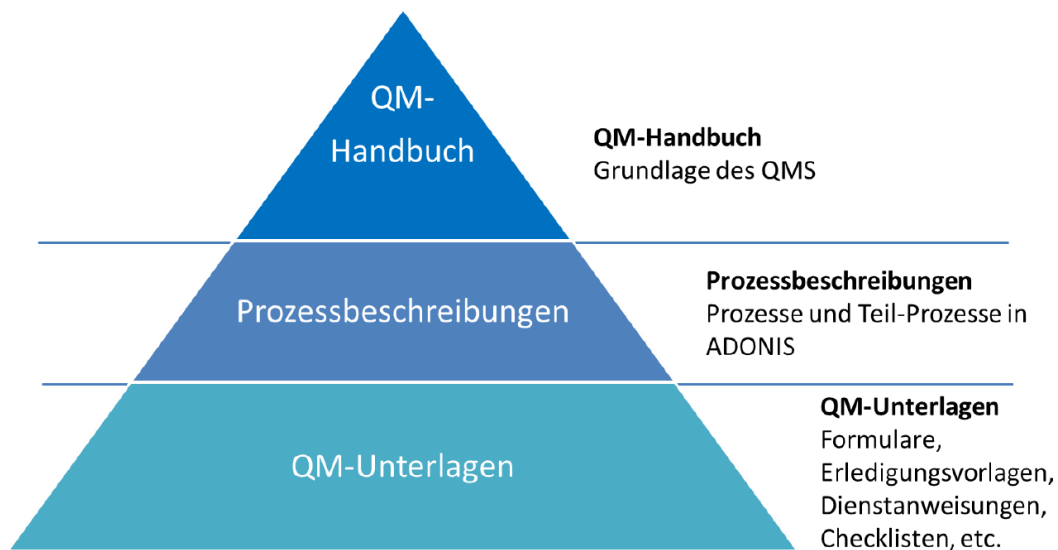 QM-
Handbuch
QM-Handbuch
Grundlage des QMS
Prozessbeschreibungen
Prozessbeschreibungen
Prozesse und Teil-Prozesse in
ADONIS
QM-Unterlagen
QM-Unterlagen
Formulare,
Erledigungsvorlagen,
Dienstanweisungen,
Checklisten, etc.